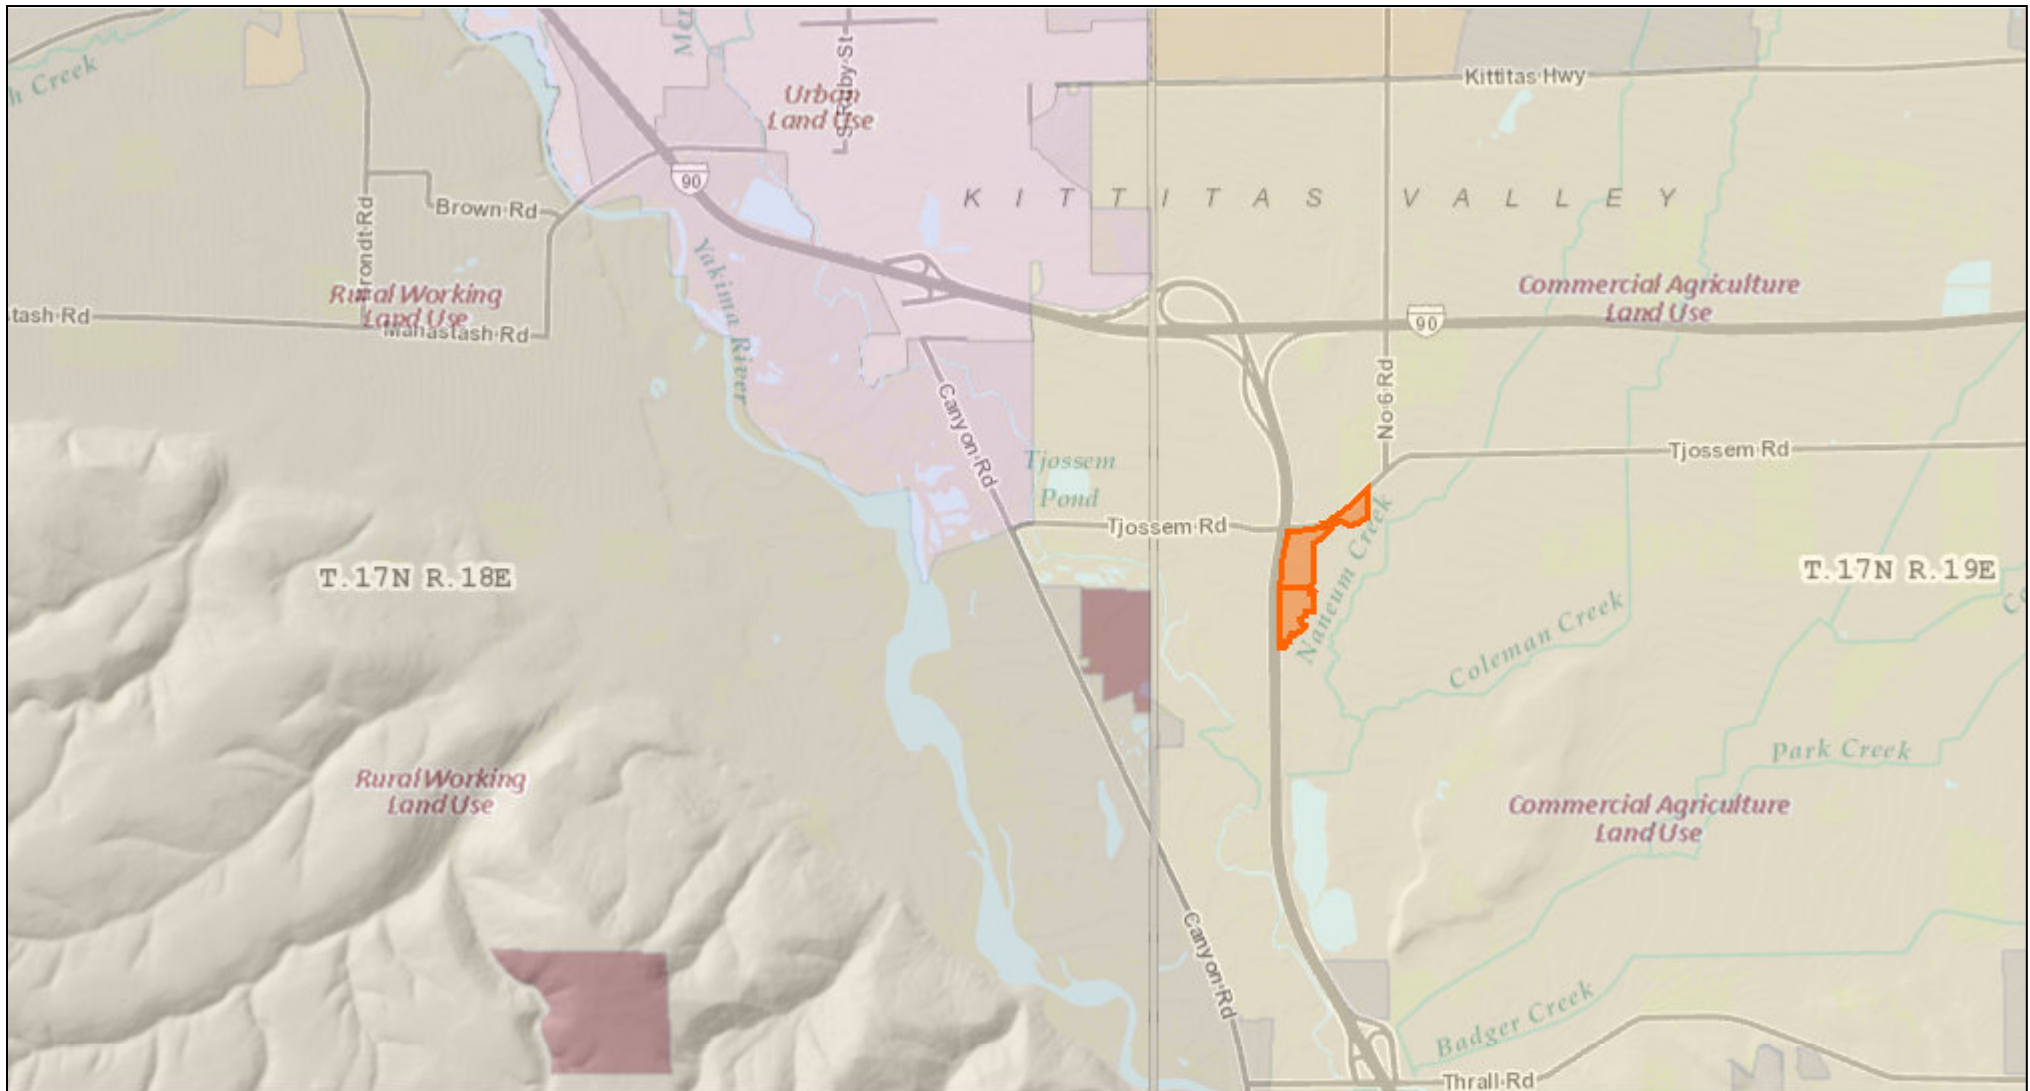 h Creek
Urban
Land Use
Kittitas Hwy
90
Brown Rd
KITTITAS VALLEY
Yakima River
Rural Working
Land Use
Commercial Agriculture
Land Use
tash Rd
Manastash Rd
90
No 6 Rd
Canyon Rd
Tjossem
Pond
Tjossem Rd
Tjossem Rd
Naneum Creek
T.17N R.18E
T.17N R.19E
Coleman Creek
Park Creek
Rural Working
Land Use
Commercial Agriculture
Land Use
Canyon Rd
Badger Creek
Thrall Rd